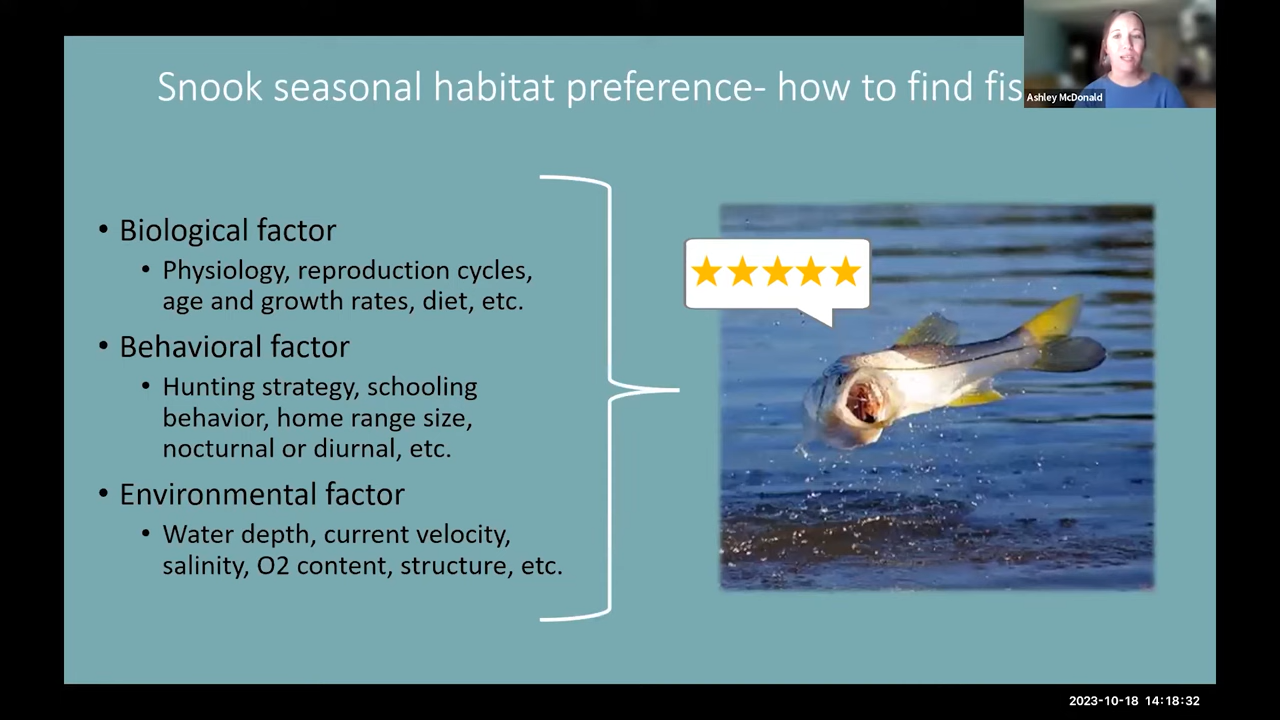 Snook seasonal habitat preference- how to find fis
Ashley McDonald
• Biological factor
• Physiology, reproduction cycles,
age and growth rates, diet, etc.
• Behavioral factor
• Hunting strategy, schooling
behavior, home range size,
nocturnal or diurnal, etc.
• Environmental factor
• Water depth, current velocity,
salinity, O2 content, structure, etc.
2023-10-18 14:18:32